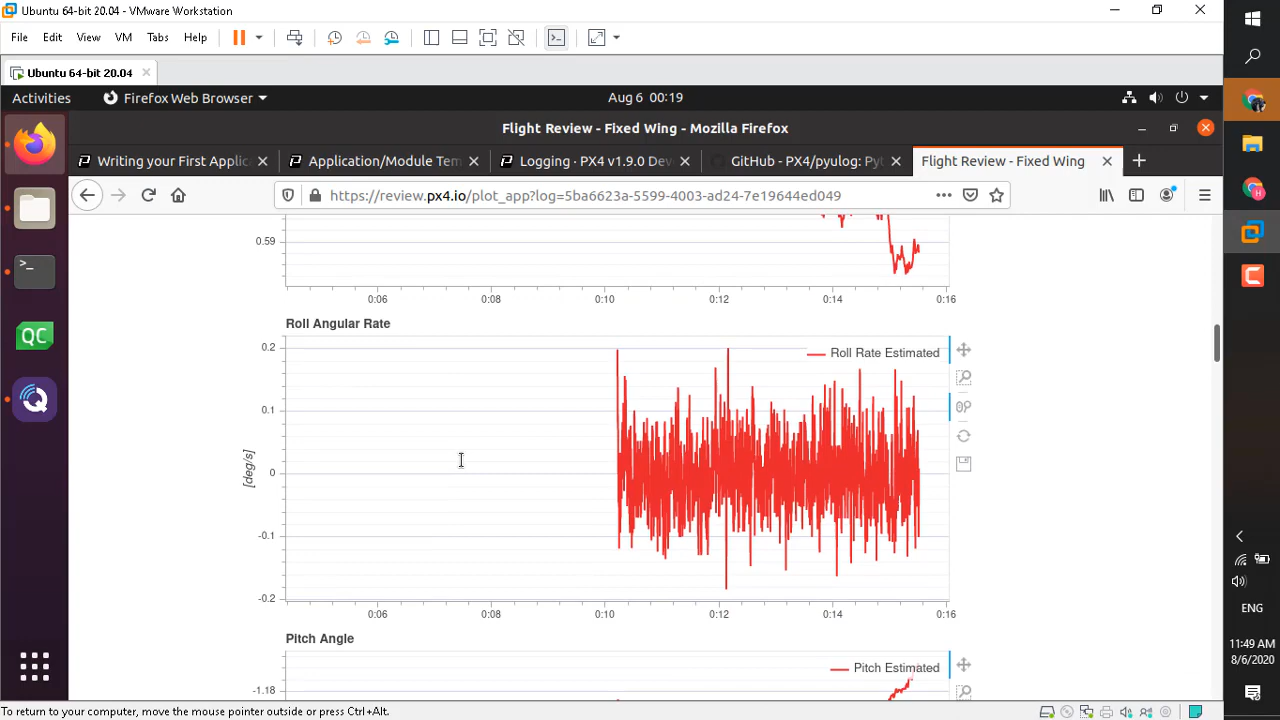 Ubuntu 64-bit 20.04 - VMware Workstation
File Edit View VM Tabs Help
Ubuntu 64-bit 20.04
Activities Firefox Web Browser Aug 6 00:19
Flight Review - Fixed Wing - Mozilla Firefox
Writing your First Applic Application/Module Tem Logging · PX4 v1.9.0 Dev GitHub - PX4/pyulog: Pyt Flight Review - Fixed Wing
https://review.px4.io/plot_app?log=5ba6623a-5599-4003-ad24-7e19644ed049
0.59
0:06 0:08 0:10 0:12 0:14 0:16
Roll Angular Rate
0.2
Roll Rate Estimated
0.1
[deg/s]
0
-0.1
-0.2
0:06 0:08 0:10 0:12 0:14 0:16
Pitch Angle
Pitch Estimated
-1.18
QC
ENG
11:49 AM
8/6/2020
To return to your computer, move the mouse pointer outside or press Ctrl+Alt.